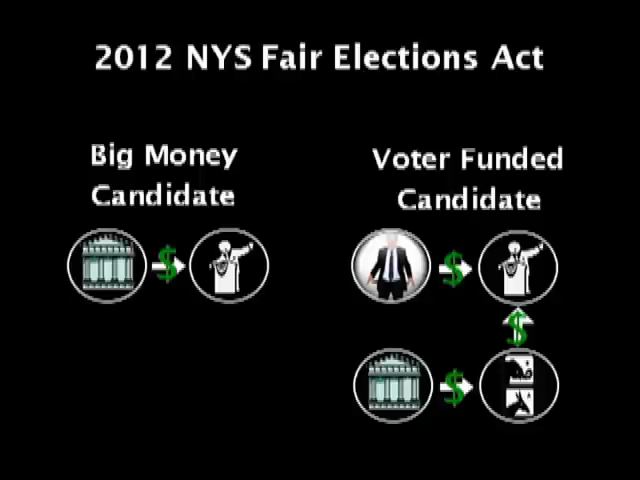 2012 NYS Fair Elections Act
Big Money
Candidate
Voter Funded
Candidate
$
$
$
$